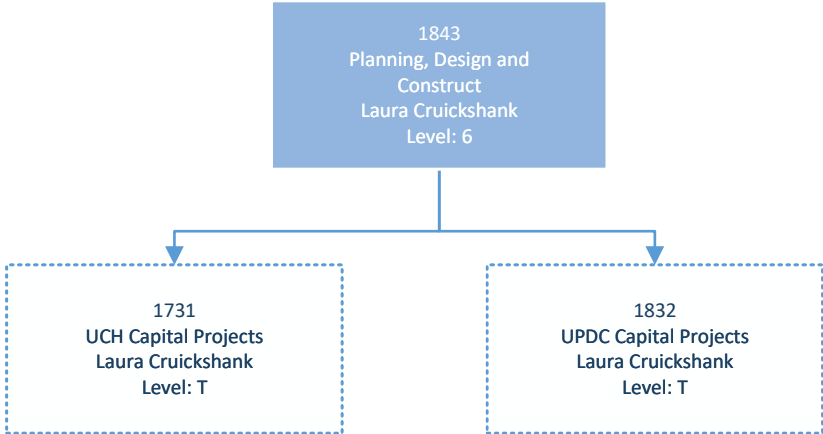 1843
Planning, Design and
Construct
Laura Cruickshank
Level: 6
1731
UCH Capital Projects
Laura Cruickshank
Level: T
1832
UPDC Capital Projects
Laura Cruickshank
Level: T